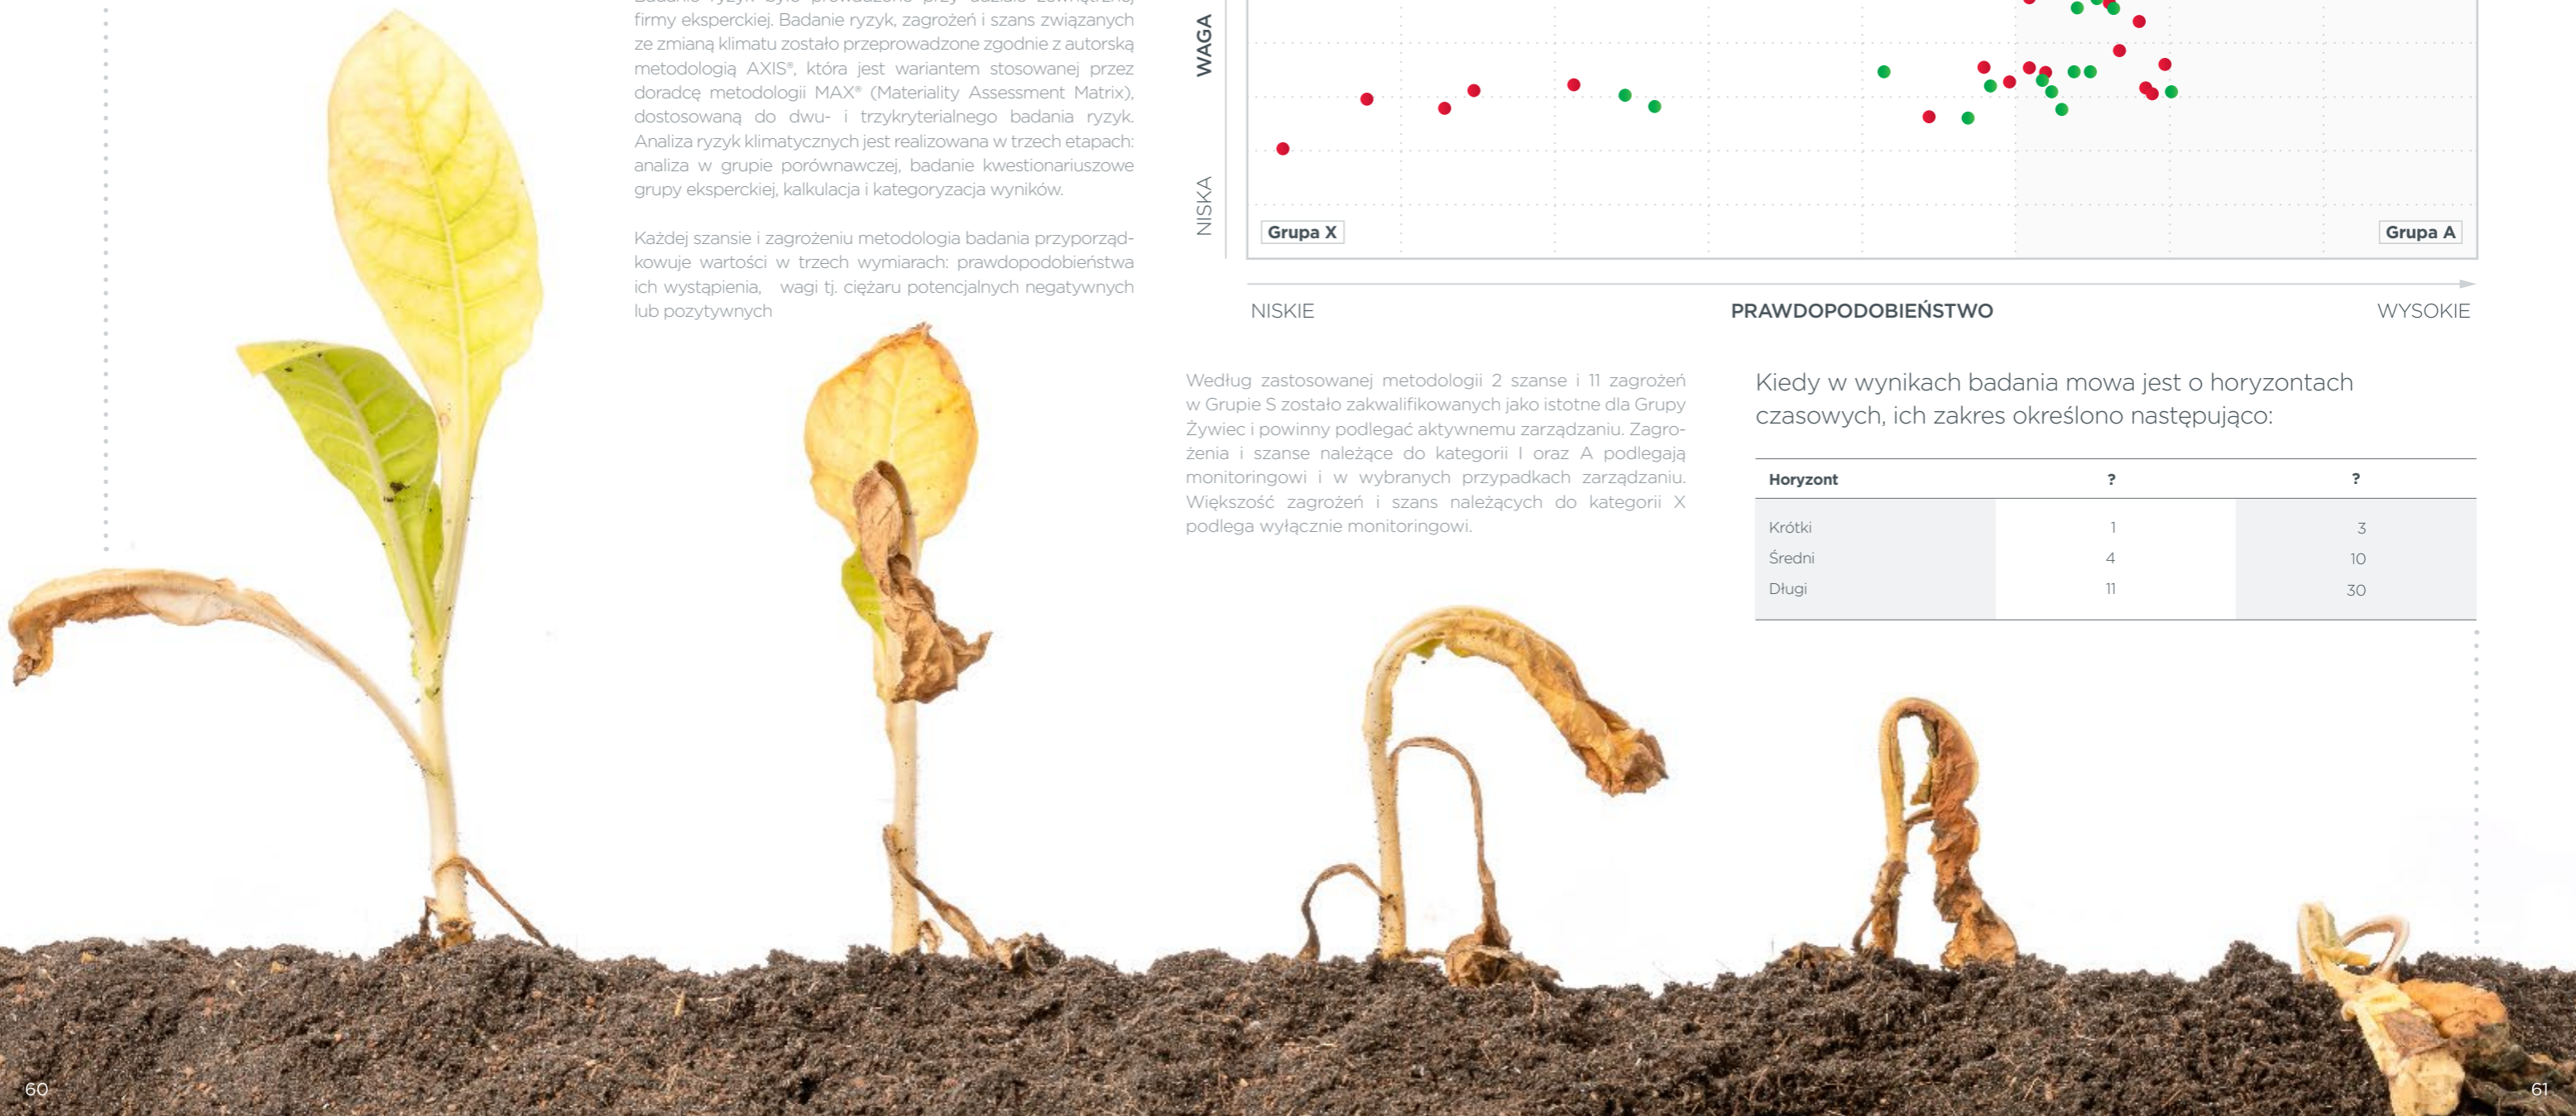 firmy eksperckiej. Badanie ryzyk, zagrożeń i szans związanych
ze zmianą klimatu zostało przeprowadzone zgodnie z autorską
metodologią AXIS®, która jest wariantem stosowanej przez
doradcę metodologii MAX® (Materiality Assessment Matrix),
dostosowaną do dwu- i trzykryterialnego badania ryzyk.
Analiza ryzyk klimatycznych jest realizowana w trzech etapach:
analiza w grupie porównawczej, badanie kwestionariuszowe
grupy eksperckiej, kalkulacja i kategoryzacja wyników.
Każdej szansie i zagrożeniu metodologia badania przyporząd-
kowuje wartości w trzech wymiarach: prawdopodobieństwa
ich wystąpienia, wagi tj. ciężaru potencjalnych negatywnych
lub pozytywnych
WAGA
NISKA
Grupa X
Grupa A
NISKIE
PRAWDOPODOBIEŃSTWO
WYSOKIE
Według zastosowanej metodologii 2 szanse i 11 zagrożeń
w Grupie S zostało zakwalifikowanych jako istotne dla Grupy
Żywiec i powinny podlegać aktywnemu zarządzaniu. Zagro-
żenia i szanse należące do kategorii I oraz A podlegają
monitoringowi i w wybranych przypadkach zarządzaniu.
Większość zagrożeń i szans należących do kategorii X
podlega wyłącznie monitoringowi.
Kiedy w wynikach badania mowa jest o horyzontach
czasowych, ich zakres określono następująco:
Horyzont ? ?
Krótki 1 3
Średni 4 10
Długi 11 30
60
61